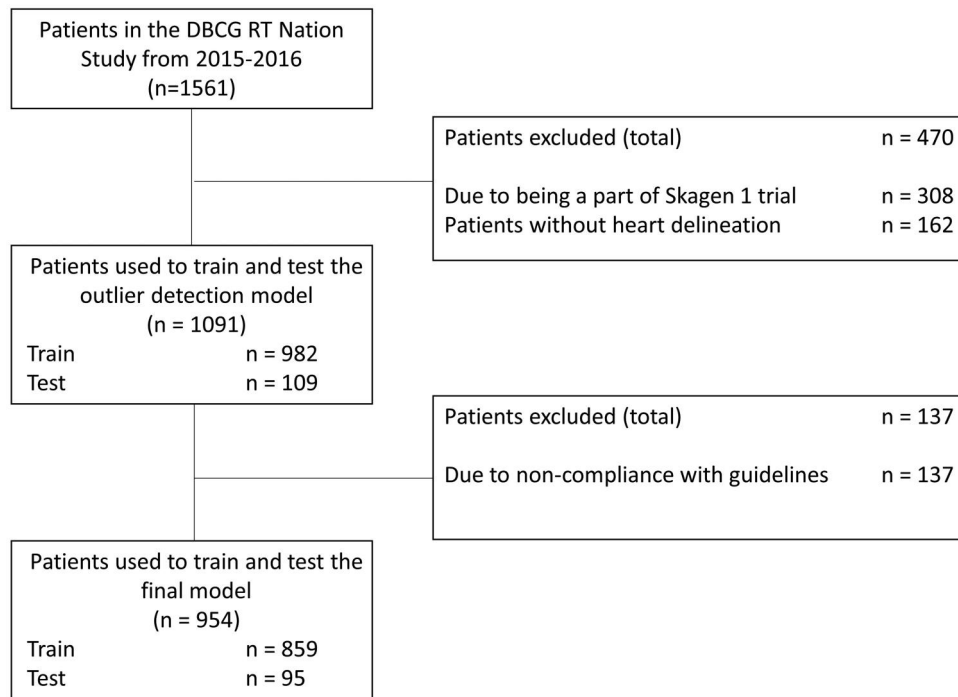 Patients in the DBCG RT Nation
Study from 2015-2016
(n=1561)
Patients excluded (total) n = 470
Due to being a part of Skagen 1 trial n = 308
Patients without heart delineation n = 162
Patients used to train and test the
outlier detection model
(n = 1091)
Train n = 982
Test n = 109
Patients excluded (total) n = 137
Due to non-compliance with guidelines n = 137
Patients used to train and test the
final model
(n = 954)
Train n = 859
Test n = 95